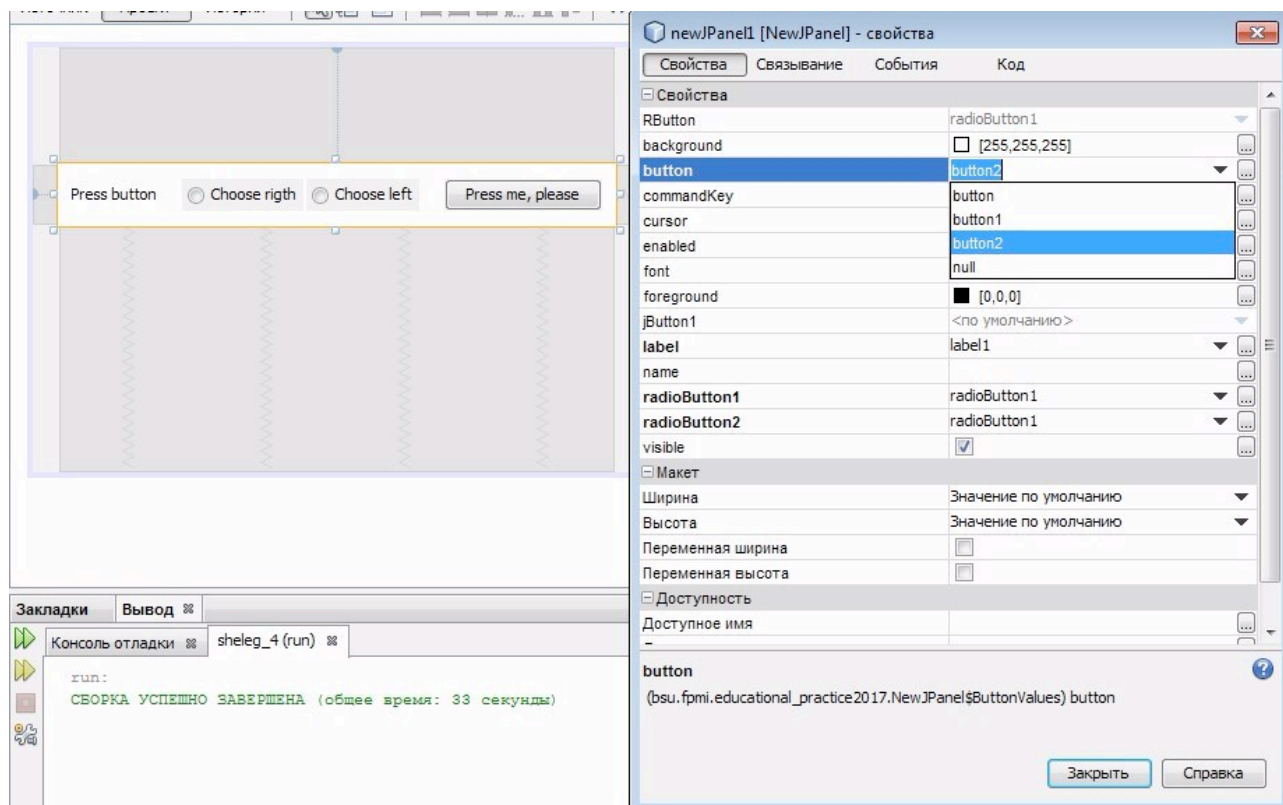 newJPanel1 [NewJPanel] - свойства
Свойства Связывание События Код
Свойства
RButton radioButton1
background [255,255,255] ...
button button2 ...
commandKey button ...
cursor button1 ...
enabled button2 ...
font null ...
foreground [0,0,0] ...
jButton1 <по умолчанию>
label label1 ...
name ...
radioButton1 radioButton1 ...
radioButton2 radioButton1 ...
visible ...
Макет
Ширина Значение по умолчанию
Высота Значение по умолчанию
Переменная ширина
Переменная высота
Доступность
Доступное имя ...
button
(bsu.fpmi.educational_practice2017.NewJPanel$ButtonValues) button
Закрыть Справка
Press button Choose rigth Choose left Press me, please
Закладки Вывод
Консоль отладки sheleg_4 (run)
run:
СБОРКА УСПЕШНО ЗАВЕРШЕНА (общее время: 33 секунды)